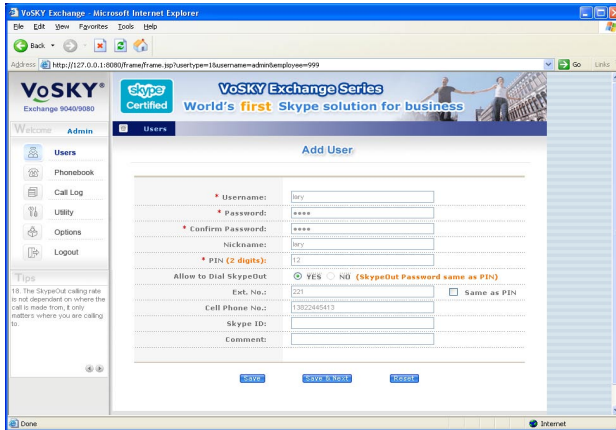 VoSKY Exchange - Microsoft Internet Explorer
File Edit View Favorites Tools Help
Back
Address http://127.0.0.1:8080/frame/frame.jsp?usertype=1&username=admin&employee=999 Go Links
VoSKY®
Exchange 9040/9080
skype Certified
VoSKY Exchange Series
World's first Skype solution for business
Welcome Admin
Users
Users
Phonebook
Call Log
Utility
Options
Logout
Tips
18. The SkypeOut calling rate
is not dependent on where the
call is made from, it only
matters where you are calling
to.
Add User
* Username:
* Password: ****
* Confirm Password: ****
Nickname:
* PIN (2 digits): 12
Allow to Dial SkypeOut YES NO (SkypeOut Password same as PIN)
Ext. No.: 221 Same as PIN
Cell Phone No.: 13822445413
Skype ID:
Comment:
Save Save & Next Reset
Done Internet